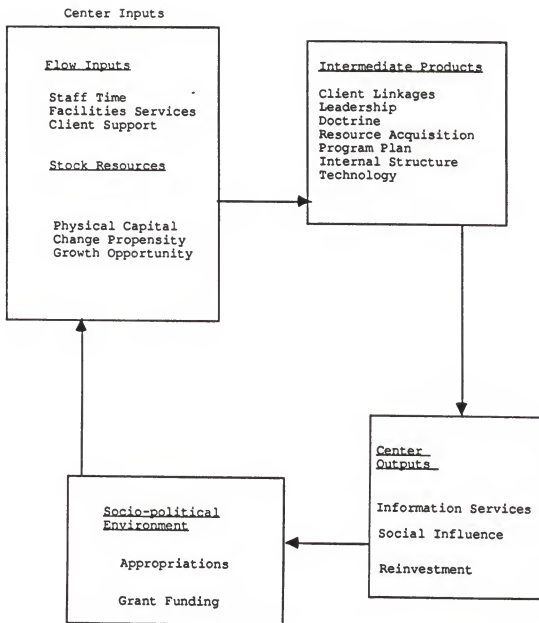 Center Inputs
Flow Inputs
Staff Time
Facilities Services
Client Support
Stock Resources
Physical Capital
Change Propensity
Growth Opportunity
Intermediate Products
Client Linkages
Leadership
Doctrine
Resource Acquisition
Program Plan
Internal Structure
Technology
Center
Outputs
Information Services
Social Influence
Reinvestment
Socio-political
Environment
Appropriations
Grant Funding